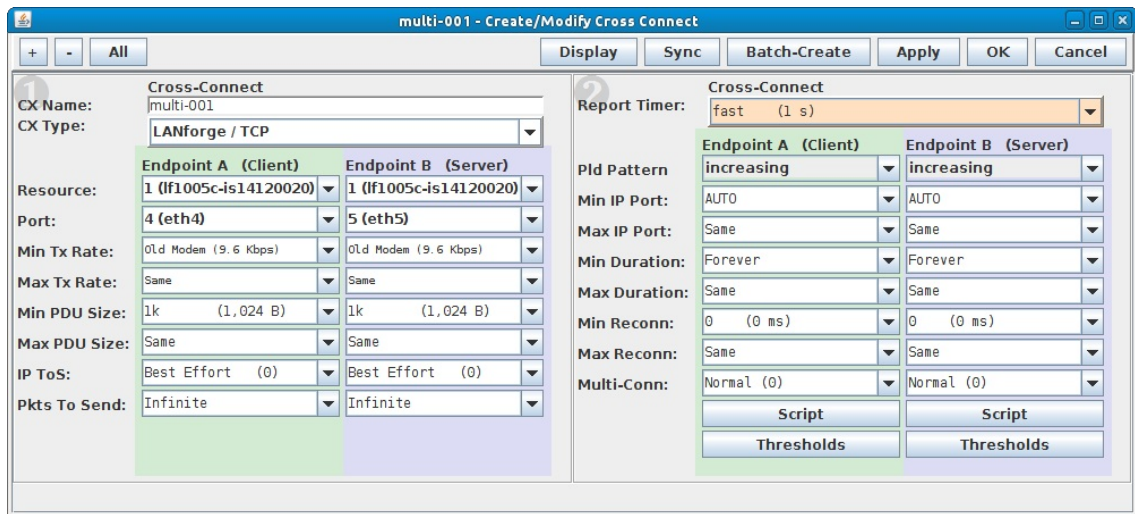 multi-001 - Create/Modify Cross Connect
+ - All Display Sync Batch-Create Apply OK Cancel
1
Cross-Connect
CX Name: multi-001
CX Type: LANforge / TCP
Endpoint A (Client) Endpoint B (Server)
Resource: 1 (lf1005c-is14120020) 1 (lf1005c-is14120020)
Port: 4 (eth4) 5 (eth5)
Min Tx Rate: Old Modem (9.6 Kbps) Old Modem (9.6 Kbps)
Max Tx Rate: Same Same
Min PDU Size: 1k (1,024 B) 1k (1,024 B)
Max PDU Size: Same Same
IP ToS: Best Effort (0) Best Effort (0)
Pkts To Send: Infinite Infinite
2
Cross-Connect
Report Timer: fast (1 s)
Endpoint A (Client) Endpoint B (Server)
Pld Pattern increasing increasing
Min IP Port: AUTO AUTO
Max IP Port: Same Same
Min Duration: Forever Forever
Max Duration: Same Same
Min Reconn: 0 (0 ms) 0 (0 ms)
Max Reconn: Same Same
Multi-Conn: Normal (0) Normal (0)
Script Script
Thresholds Thresholds